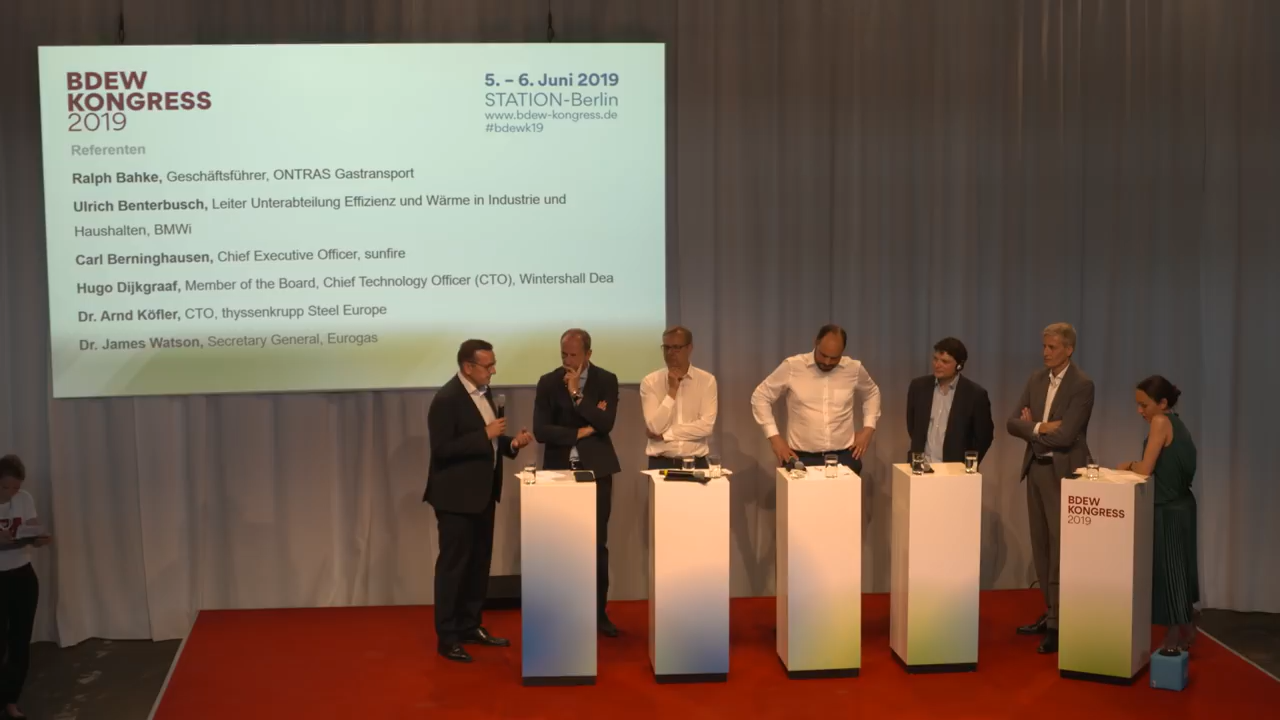 BDEW
KONGRESS
2019
5. – 6. Juni 2019
STATION-Berlin
www.bdew-kongress.de
#bdewk19
Referenten
Ralph Bahke, Geschäftsführer, ONTRAS Gastransport
Ulrich Benterbusch, Leiter Unterabteilung Effizienz und Wärme in Industrie und
Haushalten, BMWi
Carl Berninghausen, Chief Executive Officer, sunfire
Hugo Dijkgraaf, Member of the Board, Chief Technology Officer (CTO), Wintershall Dea
Dr. Arnd Köfler, CTO, thyssenkrupp Steel Europe
Dr. James Watson, Secretary General, Eurogas
BDEW
KONGRESS
2019